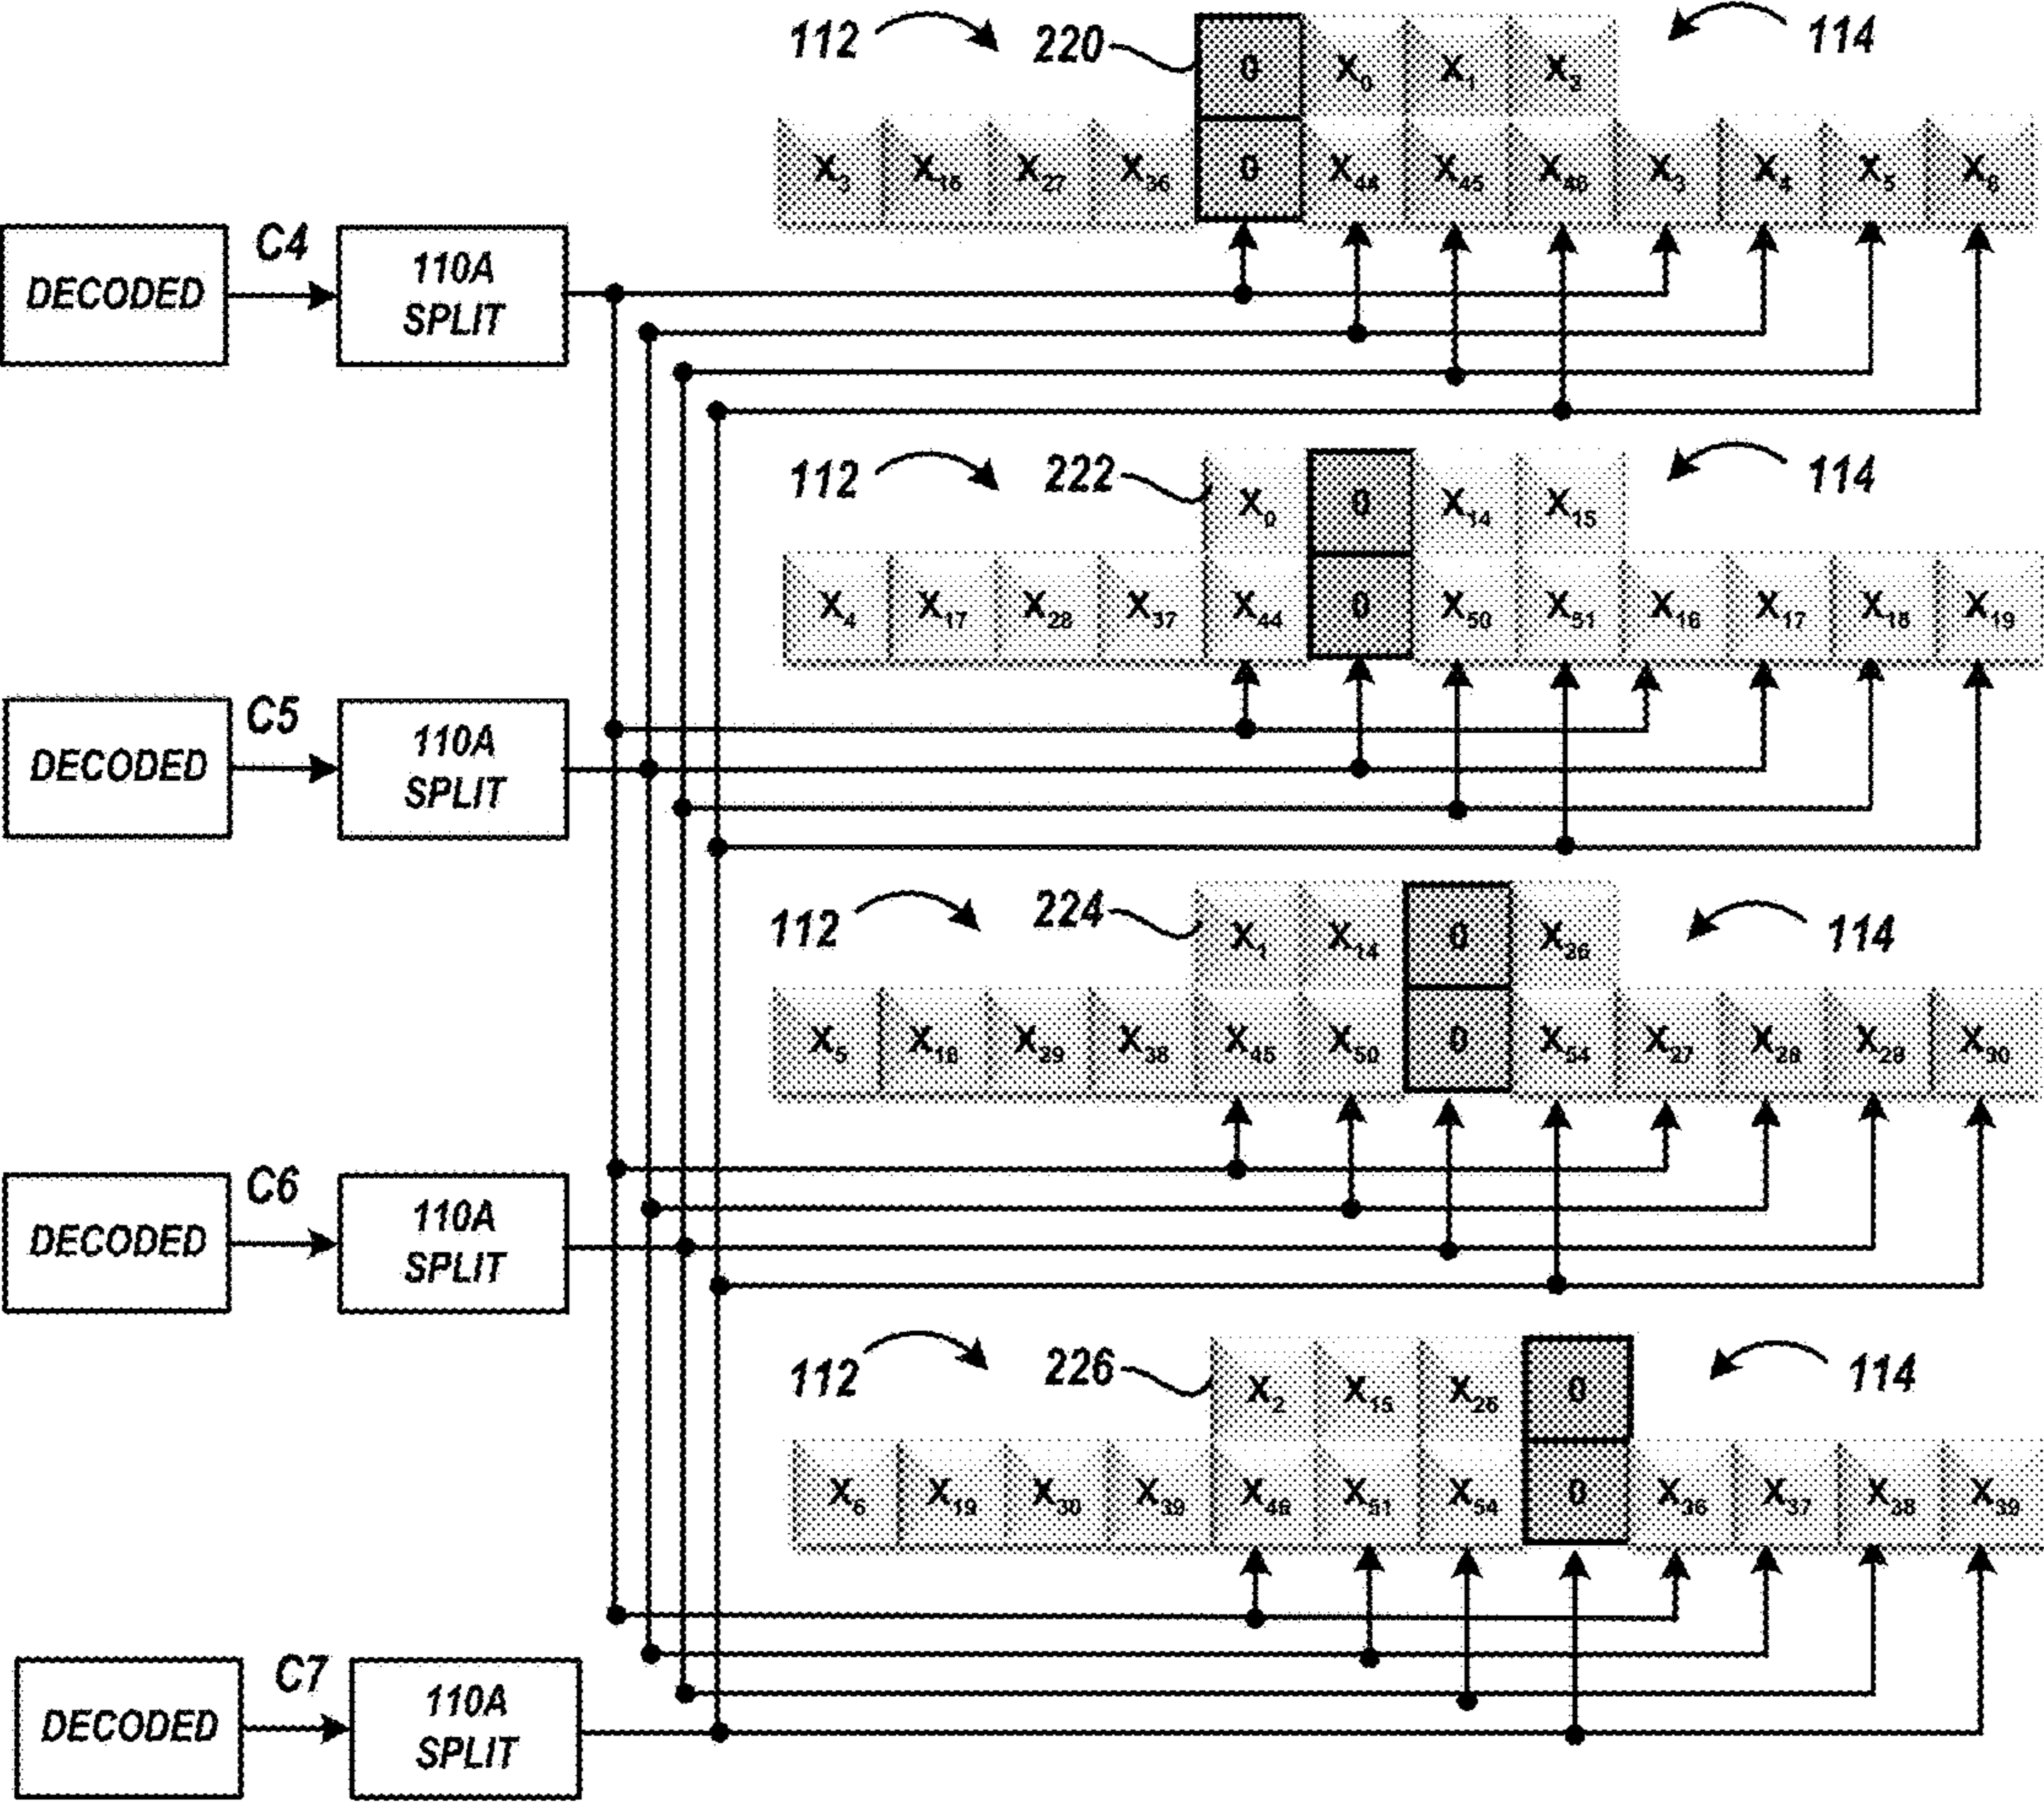 112 220 0 X0 X1 X2 114
X3 X16 X27 X36 0 X44 X45 X46 X3 X4 X5 X6
C4
DECODED
110A
SPLIT
112 222 X0 0 X14 X15 114
X4 X17 X28 X37 X44 0 X50 X51 X16 X17 X18 X19
C5
DECODED
110A
SPLIT
112 224 X1 X14 0 X26 114
X5 X18 X29 X38 X45 X50 0 X54 X27 X28 X29 X30
C6
DECODED
110A
SPLIT
112 226 X2 X15 X26 0 114
X6 X19 X30 X39 X46 X51 X54 0 X36 X37 X38 X39
C7
DECODED
110A
SPLIT